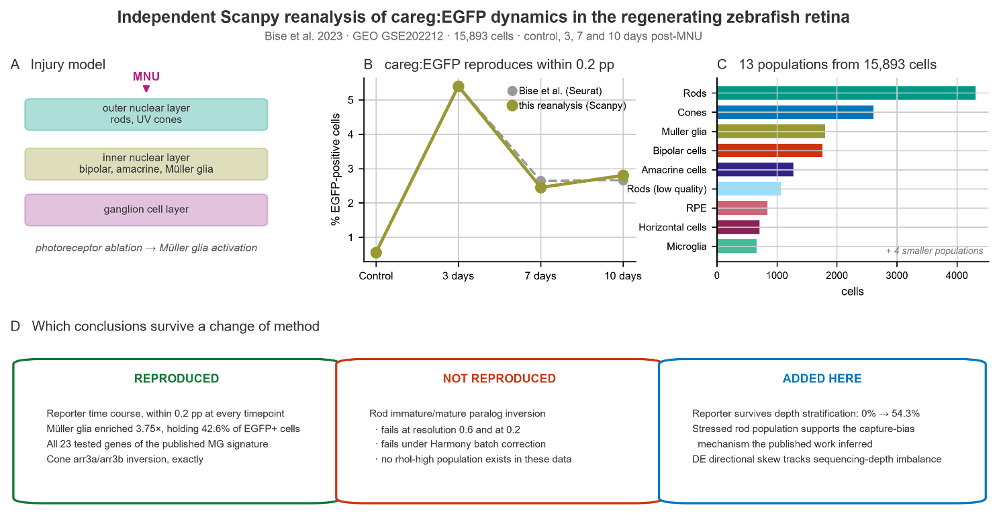 Independent Scanpy reanalysis of careg:EGFP dynamics in the regenerating zebrafish retina
Bise et al. 2023 · GEO GSE202212 · 15,893 cells · control, 3, 7 and 10 days post-MNU
A Injury model
MNU
outer nuclear layer
rods, UV cones
inner nuclear layer
bipolar, amacrine, Müller glia
ganglion cell layer
photoreceptor ablation → Müller glia activation
B careg:EGFP reproduces within 0.2 pp
Bise et al. (Seurat)
this reanalysis (Scanpy)
% EGFP-positive cells
5
4
3
2
1
Control
3 days
7 days
10 days
C 13 populations from 15,893 cells
Rods
Cones
Muller glia
Bipolar cells
Amacrine cells
Rods (low quality)
RPE
Horizontal cells
Microglia
+ 4 smaller populations
0
1000
2000
3000
4000
cells
D Which conclusions survive a change of method
REPRODUCED
Reporter time course, within 0.2 pp at every timepoint
Müller glia enriched 3.75×, holding 42.6% of EGFP+ cells
All 23 tested genes of the published MG signature
Cone arr3a/arr3b inversion, exactly
NOT REPRODUCED
Rod immature/mature paralog inversion
· fails at resolution 0.6 and at 0.2
· fails under Harmony batch correction
· no rhol-high population exists in these data
ADDED HERE
Reporter survives depth stratification: 0% → 54.3%
Stressed rod population supports the capture-bias
mechanism the published work inferred
DE directional skew tracks sequencing-depth imbalance